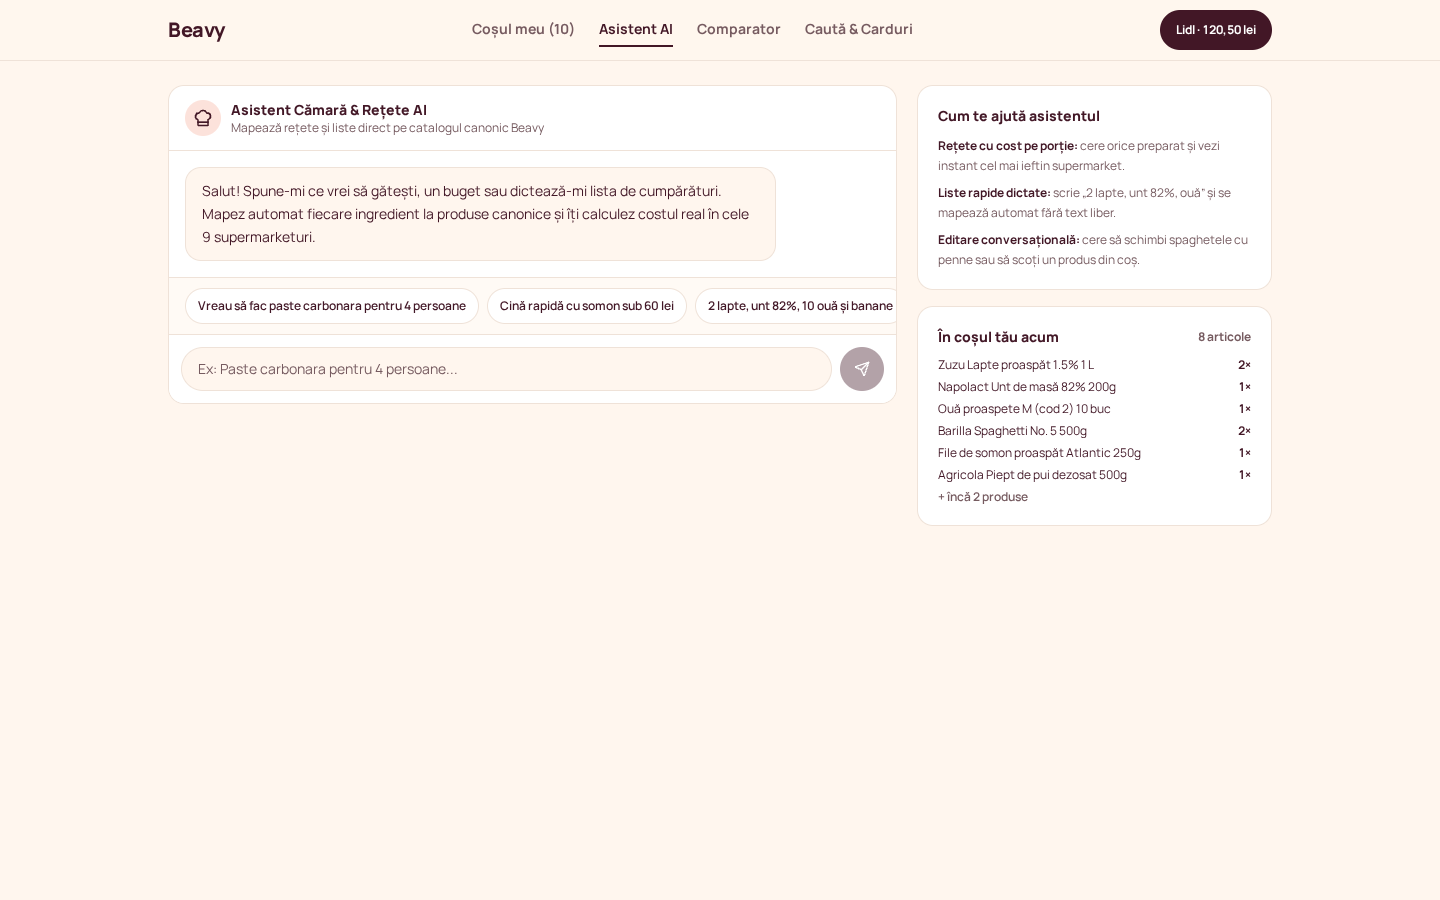 Beavy
Coșul meu (10)
Asistent AI
Comparator
Caută & Carduri
Lidl · 120,50 lei
Asistent Cămară & Rețete AI
Mapează rețete și liste direct pe catalogul canonic Beavy
Salut! Spune-mi ce vrei să gătești, un buget sau dictează-mi lista de cumpărături.
Mapez automat fiecare ingredient la produse canonice și îți calculez costul real în cele
9 supermarketuri.
Vreau să fac paste carbonara pentru 4 persoane
Cină rapidă cu somon sub 60 lei
2 lapte, unt 82%, 10 ouă și banane
Ex: Paste carbonara pentru 4 persoane...
Cum te ajută asistentul
Rețete cu cost pe porție: cere orice preparat și vezi
instant cel mai ieftin supermarket.
Liste rapide dictate: scrie „2 lapte, unt 82%, ouă” și se
mapează automat fără text liber.
Editare conversațională: cere să schimbi spaghetele cu
penne sau să scoți un produs din coș.
În coșul tău acum
8 articole
Zuzu Lapte proaspăt 1.5% 1 L 2×
Napolact Unt de masă 82% 200g 1×
Ouă proaspete M (cod 2) 10 buc 1×
Barilla Spaghetti No. 5 500g 2×
File de somon proaspăt Atlantic 250g 1×
Agricola Piept de pui dezosat 500g 1×
+ încă 2 produse